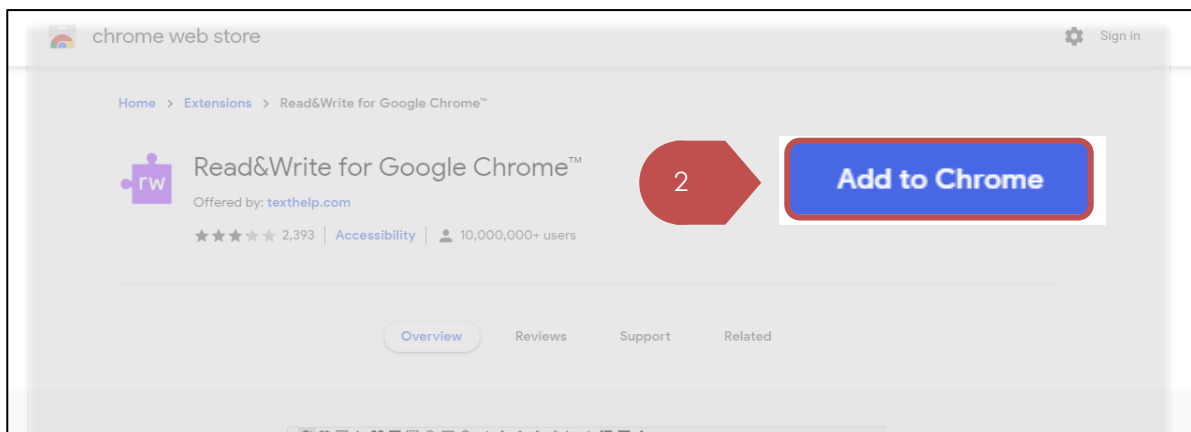 chrome web store
Sign in
Home > Extensions > Read&Write for Google Chrome™
rw
Read&Write for Google Chrome™
Offered by: texthelp.com
2,393 | Accessibility | 10,000,000+ users
2
Add to Chrome
Overview Reviews Support Related